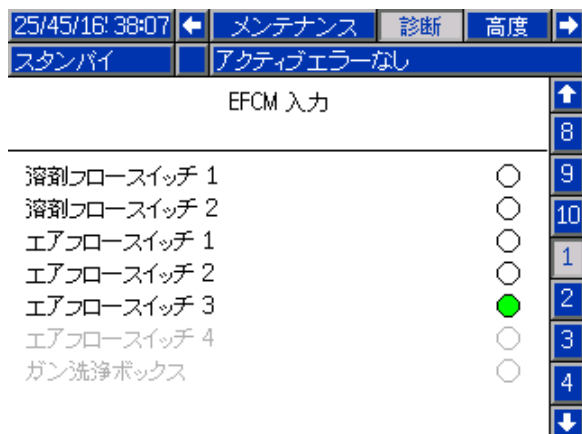 25/45/16! 38:07 メンテナンス 診断 高度
スタンバイ アクティブエラーなし
EFCM 入力
8
溶剤フロースイッチ 1
9
溶剤フロースイッチ 2
10
エアフロースイッチ 1
1
エアフロースイッチ 2
エアフロースイッチ 3
2
エアフロースイッチ 4
3
ガン洗浄ボックス
4